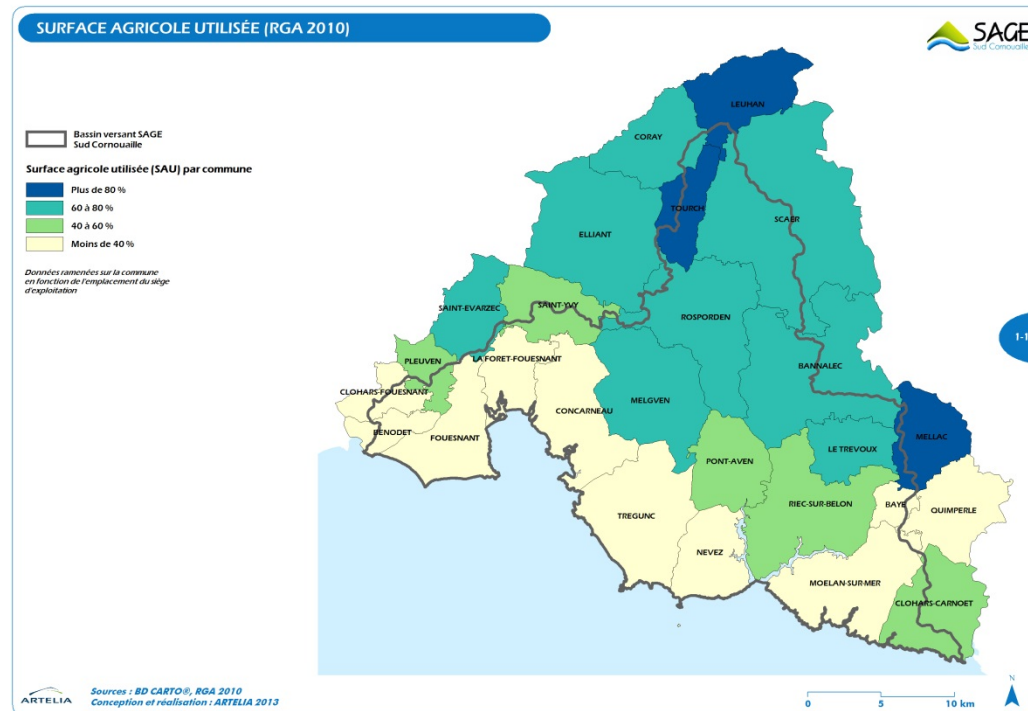 SURFACE AGRICOLE UTILISÉE (RGA 2010)
SAGE
Sud Cornouaille
Bassin versant SAGE
Sud Cornouaille
Surface agricole utilisée (SAU) par commune
Plus de 80 %
60 à 80 %
40 à 60 %
Moins de 40 %
Données ramenées sur la commune
en fonction de l'emplacement du siège
d'exploitation
LEUHAN
CORAY
TOURCH
SCAER
ELLIANT
SAINT-EVARZEC
SAINT-YVY
ROSPORDEN
1-1
PLEUVEN
LA FORET-FOUESNANT
BANNALEC
CLOHARS-FOUESNANT
MELGVEN
CONCARNEAU
BENODET
FOUESNANT
LE TREVOUX
MELLAC
PONT-AVEN
RIEC-SUR-BELON
BAYE
QUIMPERLE
TREGUNC
NEVEZ
MOELAN-SUR-MER
CLOHARS-CARNOET
ARTELIA
Sources : BD CARTO®, RGA 2010
Conception et réalisation : ARTELIA 2013
0 5 10 km
N